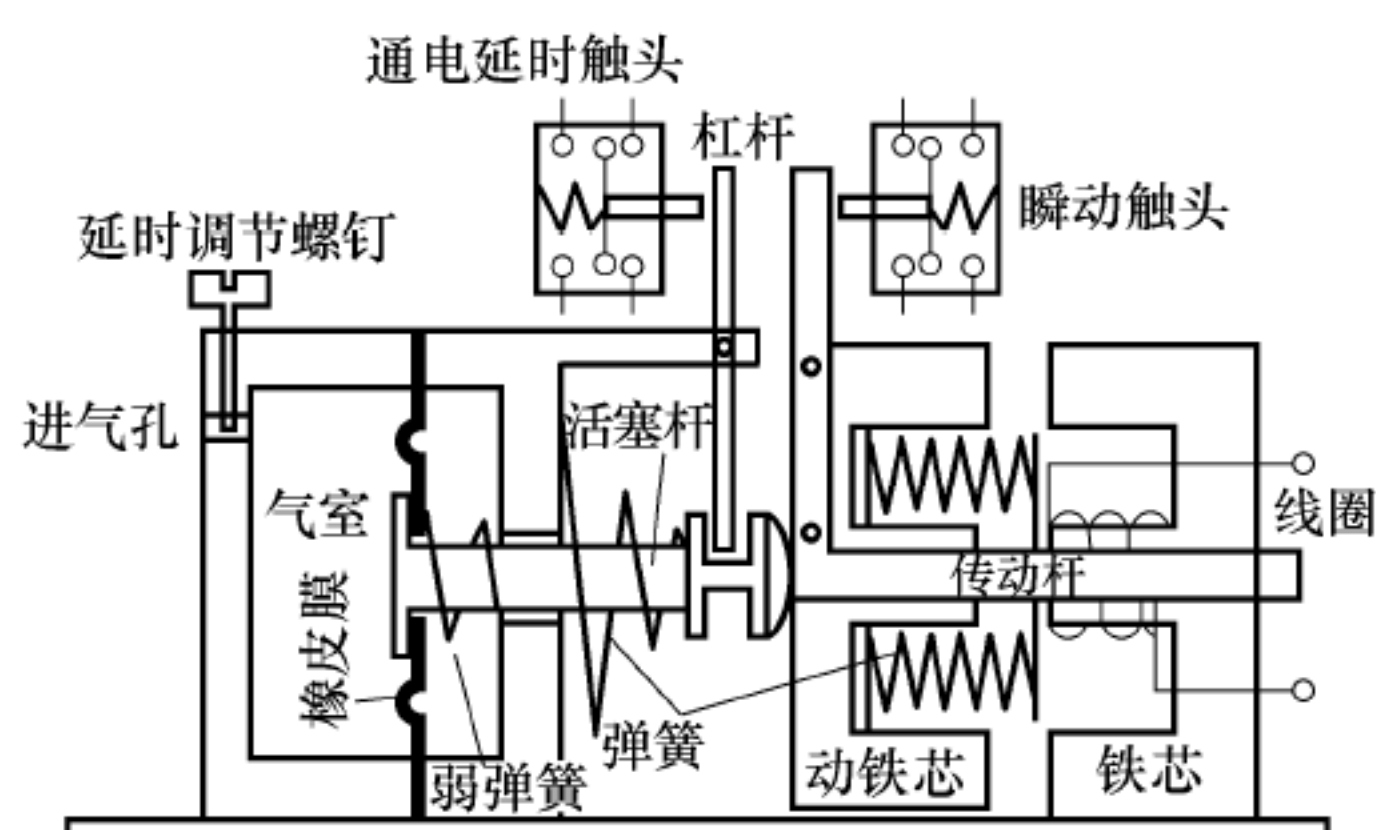 通电延时触头
杠杆
瞬动触头
延时调节螺钉
进气孔
活塞杆
气室
线圈
传动杆
橡皮膜
弹簧
弱弹簧
动铁芯
铁芯